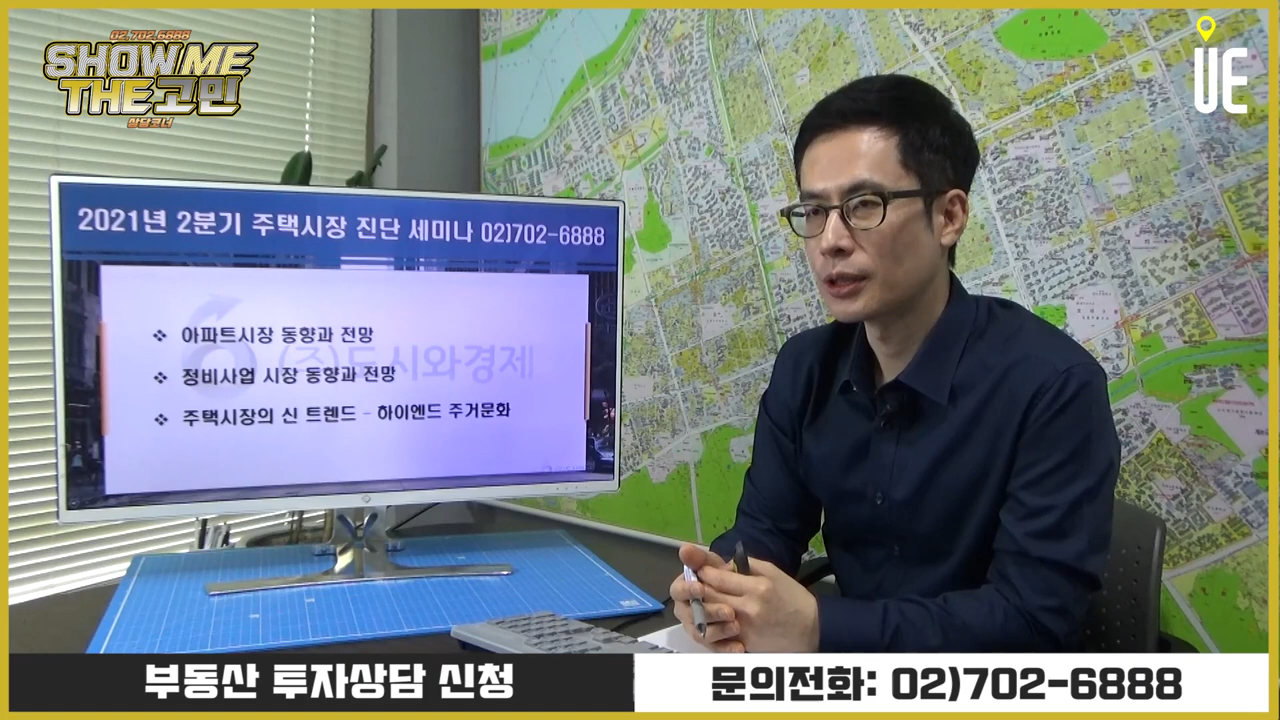 02.702.6888
SHOW ME
THE 고민
상담코너
UE
2021년 2분기 주택시장 진단 세미나 02)702-6888
❖ 아파트시장 동향과 전망
(주)도시와경제
❖ 정비사업 시장 동향과 전망
❖ 주택시장의 신 트렌드 - 하이엔드 주거문화
부동산 투자상담 신청
문의전화: 02)702-6888